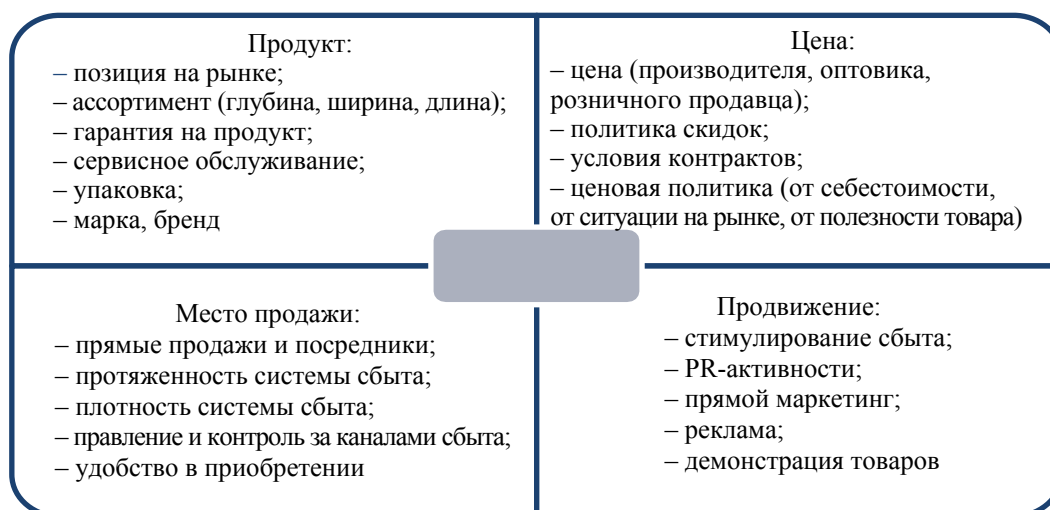 Продукт:
– позиция на рынке;
– ассортимент (глубина, ширина, длина);
– гарантия на продукт;
– сервисное обслуживание;
– упаковка;
– марка, бренд
Цена:
– цена (производителя, оптовика,
розничного продавца);
– политика скидок;
– условия контрактов;
– ценовая политика (от себестоимости,
от ситуации на рынке, от полезности товара)
Место продажи:
– прямые продажи и посредники;
– протяженность системы сбыта;
– плотность системы сбыта;
– правление и контроль за каналами сбыта;
– удобство в приобретении
Продвижение:
– стимулирование сбыта;
– PR-активности;
– прямой маркетинг;
– реклама;
– демонстрация товаров